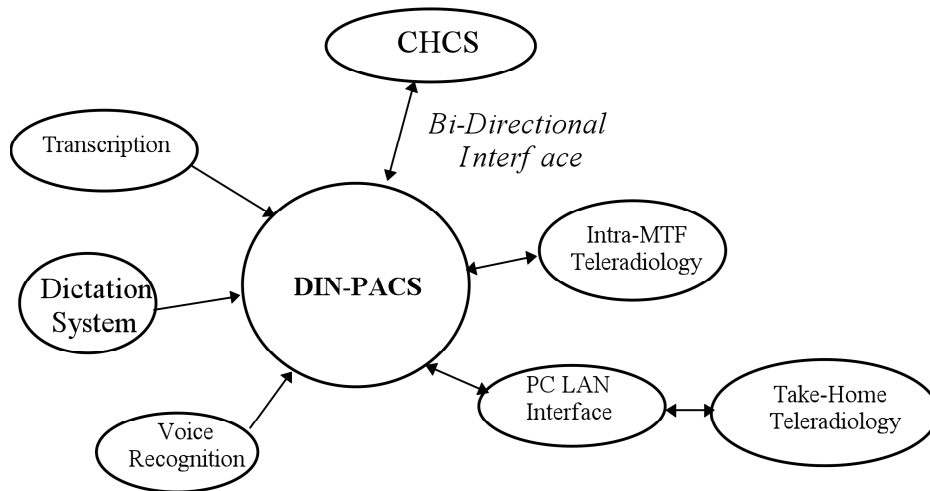 CHCS
Bi-Directional
Interf ace
Transcription
Intra-MTF
Teleradiology
DIN-PACS
Dictation
System
PC LAN
Interface
Take-Home
Teleradiology
Voice
Recognition